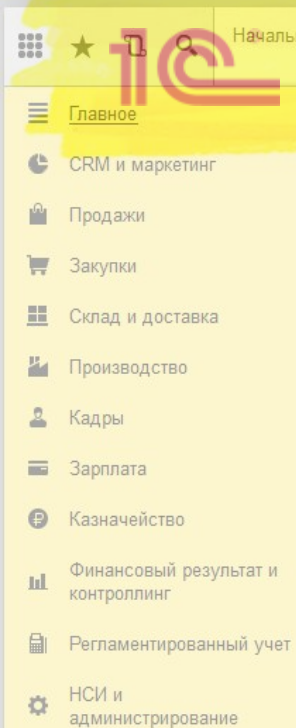 1С
Началь
Главное
CRM и маркетинг
Продажи
Закупки
Склад и доставка
Производство
Кадры
Зарплата
Казначейство
Финансовый результат и
контроллинг
Регламентированный учет
НСИ и
администрирование